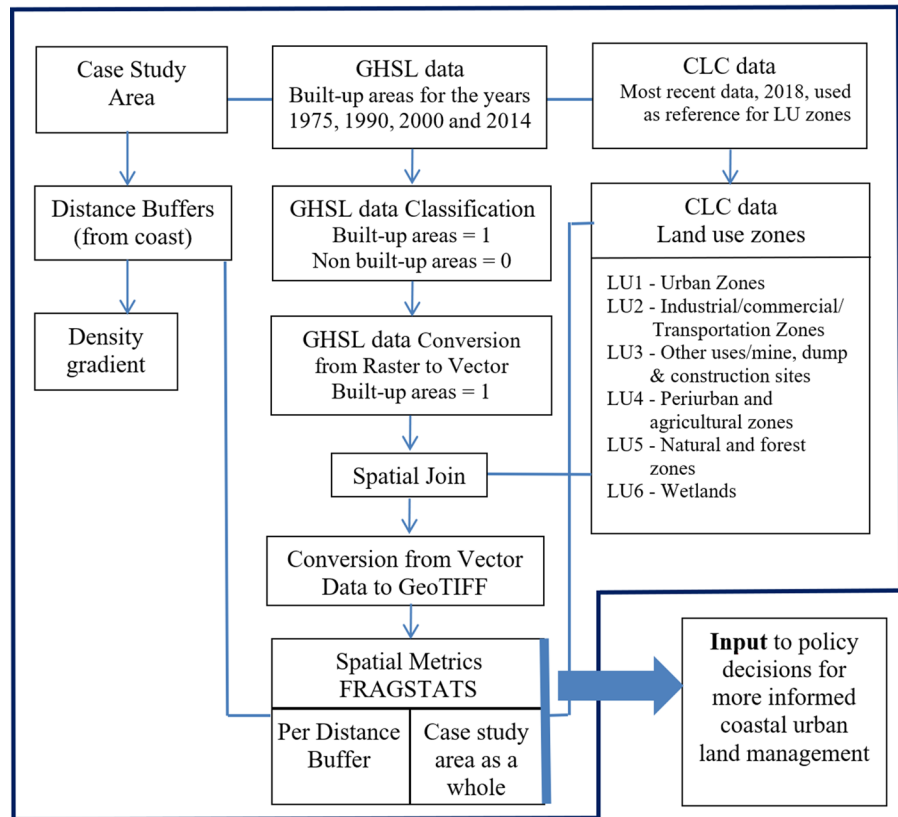 Case Study
Area
GHSL data
Built-up areas for the years
1975, 1990, 2000 and 2014
CLC data
Most recent data, 2018, used
as reference for LU zones
Distance Buffers
(from coast)
GHSL data Classification
Built-up areas = 1
Non built-up areas = 0
CLC data
Land use zones
LU1 - Urban Zones
LU2 - Industrial/commercial/
Transportation Zones
LU3 - Other uses/mine, dump
& construction sites
LU4 - Periurban and
agricultural zones
LU5 - Natural and forest
zones
LU6 - Wetlands
Density
gradient
GHSL data Conversion
from Raster to Vector
Built-up areas = 1
Spatial Join
Conversion from Vector
Data to GeoTIFF
Spatial Metrics
FRAGSTATS
Per Distance
Buffer
Case study
area as a
whole
Input to policy
decisions for
more informed
coastal urban
land management